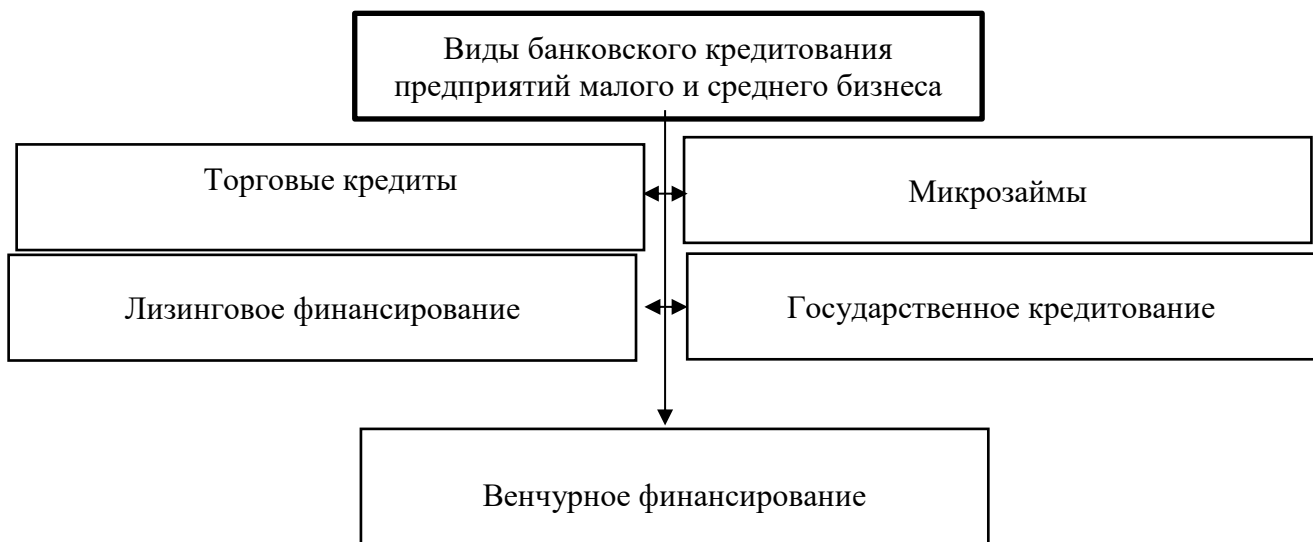 Виды банковского кредитования
предприятий малого и среднего бизнеса
Торговые кредиты
Микрозаймы
Лизинговое финансирование
Государственное кредитование
Венчурное финансирование